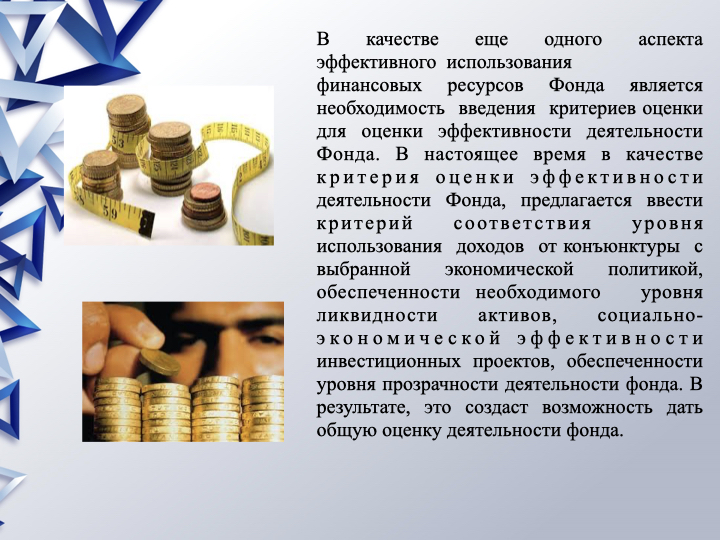 В качестве еще одного аспекта
эффективного использования
финансовых ресурсов Фонда является
необходимость введения критериев оценки
для оценки эффективности деятельности
Фонда. В настоящее время в качестве
критерия оценки эффективности
деятельности Фонда, предлагается ввести
критерий соответствия уровня
использования доходов от конъюнктуры с
выбранной экономической политикой,
обеспеченности необходимого уровня
ликвидности активов, социально-
экономической эффективности
инвестиционных проектов, обеспеченности
уровня прозрачности деятельности фонда. В
результате, это создаст возможность дать
общую оценку деятельности фонда.